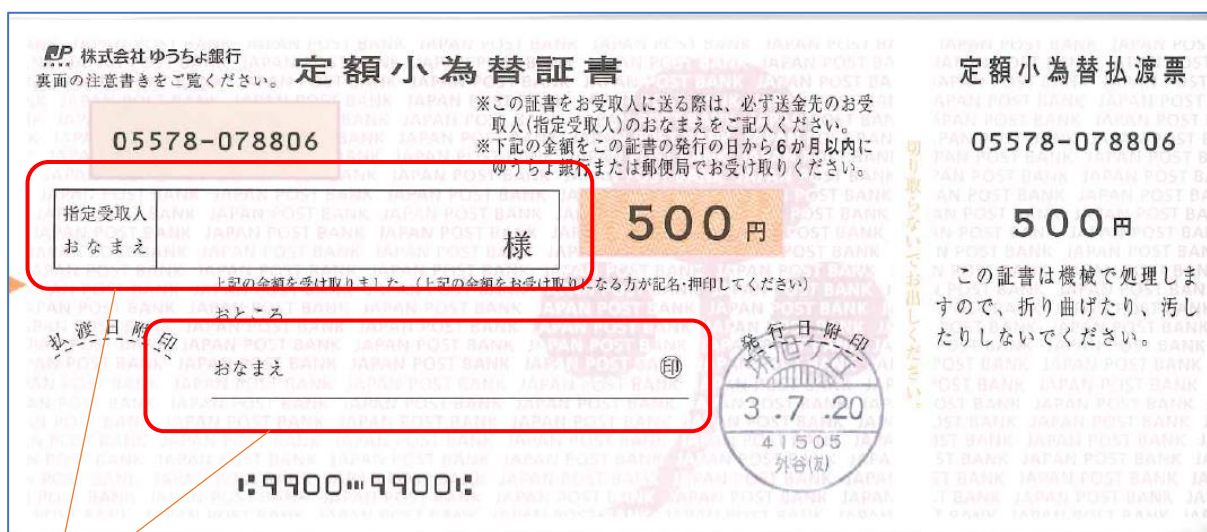 JP 株式会社ゆうちょ銀行
裏面の注意書きをご覧ください。
定額小為替証書
※この証書をお受取人に送る際は、必ず送金先のお受
取人(指定受取人)のおなまえをご記入ください。
※下記の金額をこの証書の発行の日から6か月以内に
ゆうちょ銀行または郵便局でお受け取りください。
05578-078806
指定受取人
おなまえ
様
500円
上記の金額を受け取りました。(上記の金額をお受け取りになる方が記名・押印してください)
お渡日附印
おところ
おなまえ
印
発行日附印
3.-7.-20
41505
9900 9900
切り取らないでお出しください。
定額小為替払渡票
05578-078806
500円
この証書は機械で処理しま
すので、折り曲げたり、汚し
たりしないでください。
JAPAN POST BANK